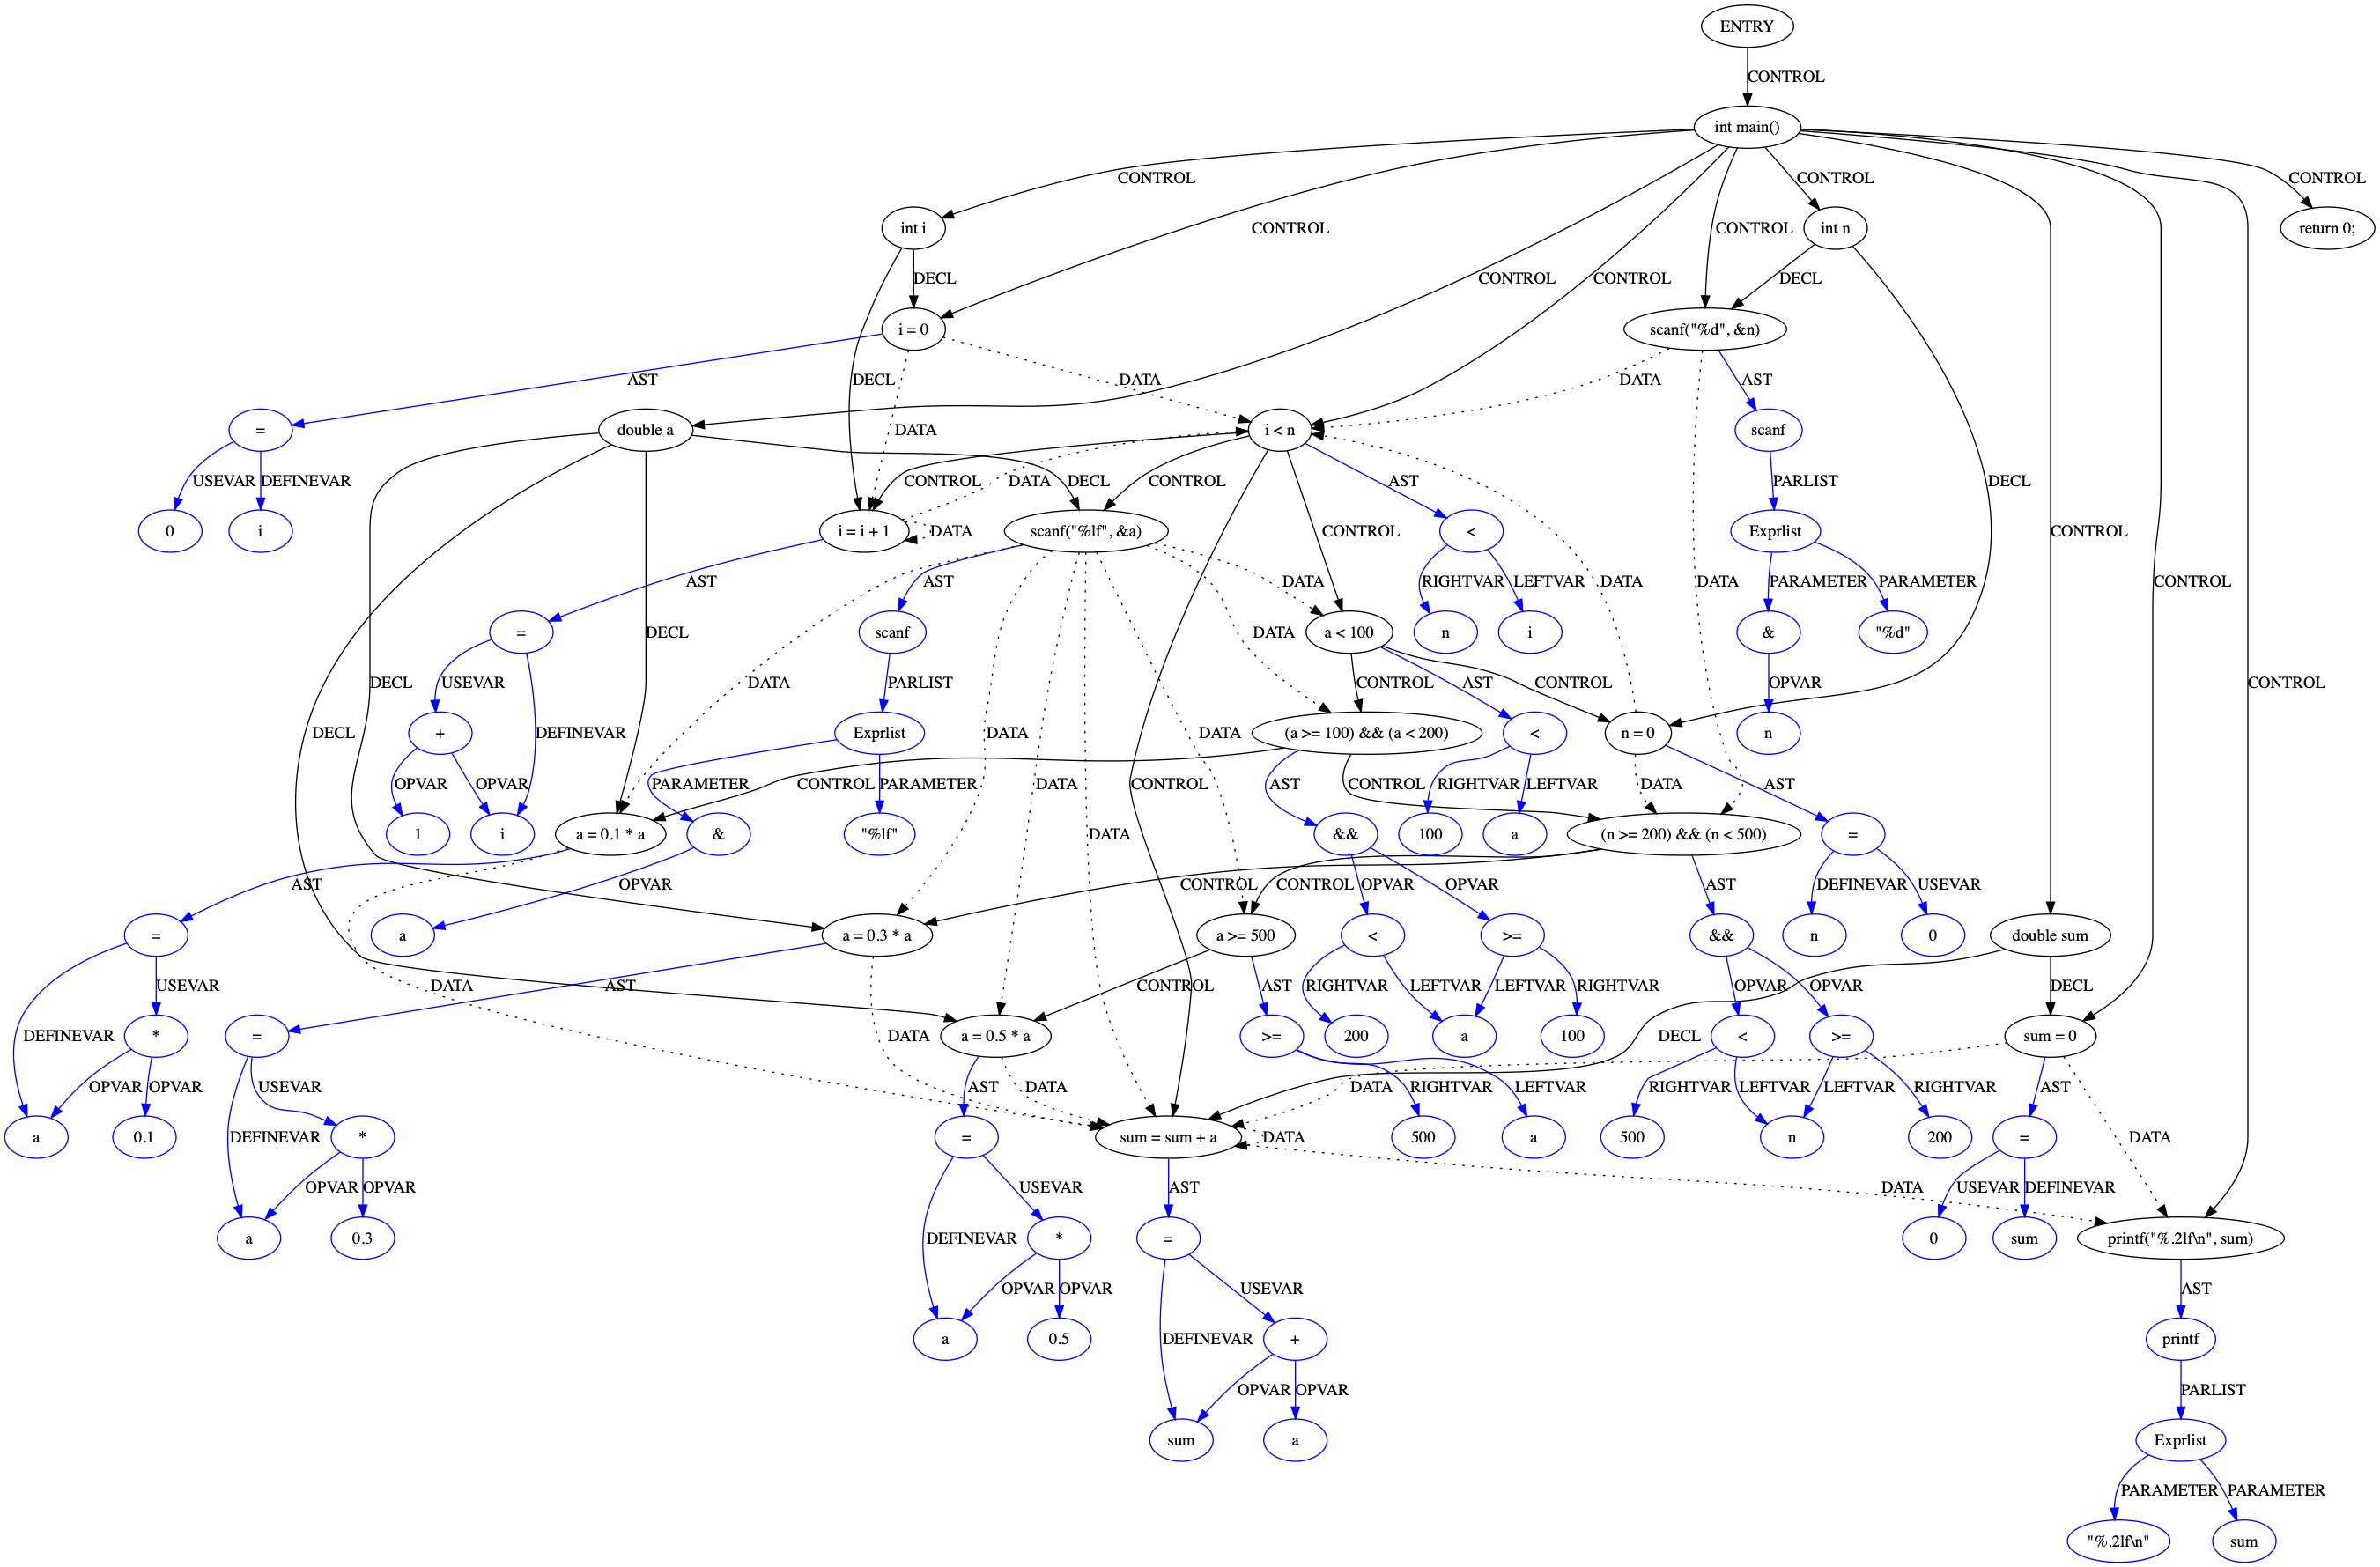 ENTRY
CONTROL
int main()
CONTROL
CONTROL
CONTROL
int i
CONTROL
CONTROL
int n
return 0;
DECL
CONTROL
CONTROL
DECL
i = 0
scanf("%d", &n)
DECL
AST
DATA
DATA
AST
=
double a
DATA
i < n
scanf
USEVAR
DEFINEVAR
CONTROL
DATA
DECL
CONTROL
AST
PARLIST
DECL
0
i
i = i + 1
DATA
scanf("%lf", &a)
CONTROL
<
Exprlist
CONTROL
AST
AST
DATA
RIGHTVAR
LEFTVAR
DATA
DATA
PARAMETER
PARAMETER
CONTROL
=
DECL
scanf
DATA
a < 100
n
i
&
"%d"
DECL
USEVAR
DATA
PARLIST
CONTROL
AST
CONTROL
OPVAR
CONTROL
DECL
+
DEFINEVAR
Exprlist
DATA
DATA
(a >= 100) && (a < 200)
<
n = 0
n
OPVAR
OPVAR
PARAMETER
PARAMETER
CONTROL
DATA
CONTROL
AST
CONTROL
RIGHTVAR
LEFTVAR
DATA
AST
1
i
a = 0.1 * a
&
"%lf"
DATA
&&
100
a
(n >= 200) && (n < 500)
=
AST
OPVAR
CONTROL
CONTROL
OPVAR
OPVAR
AST
DEFINEVAR
USEVAR
=
a
a = 0.3 * a
a >= 500
<
>=
&&
n
0
double sum
DEFINEVAR
USEVAR
DATA
AST
CONTROL
AST
RIGHTVAR
LEFTVAR
LEFTVAR
RIGHTVAR
OPVAR
OPVAR
DECL
*
=
DATA
a = 0.5 * a
>=
200
a
100
DECL
<
>=
sum = 0
OPVAR
OPVAR
DEFINEVAR
USEVAR
AST
DATA
DATA
RIGHTVAR
LEFTVAR
RIGHTVAR
LEFTVAR
LEFTVAR
RIGHTVAR
AST
a
0.1
*
=
sum = sum + a
DATA
500
a
500
n
200
=
DATA
OPVAR
OPVAR
DEFINEVAR
USEVAR
AST
DATA
USEVAR
DEFINEVAR
a
0.3
*
=
0
sum
printf("%.2lf\n", sum)
OPVAR
OPVAR
DEFINEVAR
USEVAR
AST
a
0.5
+
printf
OPVAR
OPVAR
PARLIST
sum
a
Exprlist
PARAMETER
PARAMETER
"%.2lf\n"
sum